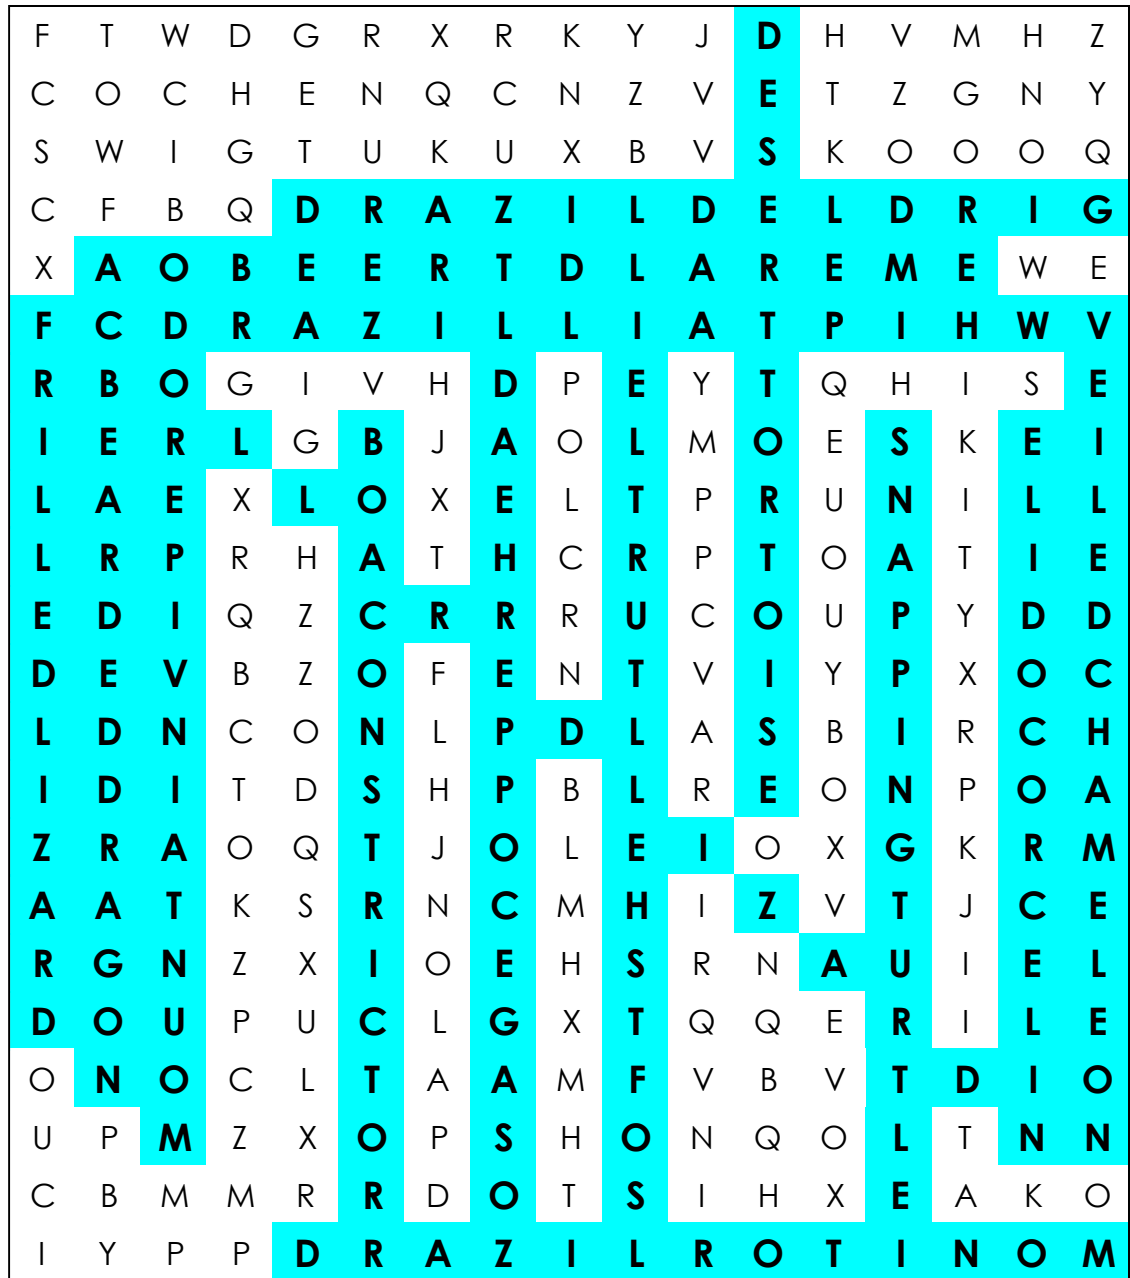 F T W D G R X R K Y J D H V M H Z
C O C H E N Q C N Z V E T Z G N Y
S W I G T U K U X B V S K O O O Q
C F B Q D R A Z I L D E L D R I G
X A O B E E R T D L A R E M E W E
F C D R A Z I L L I A T P I H W V
R B O G I V H D P E Y T Q H I S E
I E R L G B J A O L M O E S K E I
L A E X L O X E L T P R U N I L L
L R P R H A T H C R P T O A T I E
E D I Q Z C R R R U C O U P Y D D
D E V B Z O F E N T V I Y P X O C
L D N C O N L P D L A S B I R C H
I D I T D S H P B L R E O N P O A
Z R A O Q T J O L E I O X G K R M
A A T K S R N C M H I Z V T J C E
R G N Z X I O E H S R N A U I E L
D O U P U C L G X T Q Q E R I L E
O N O C L T A A M F V B V T D I O
U P M Z X O P S H O N Q O L T N N
C B M M R R D O T S I H X E A K O
I Y P P D R A Z I L R O T I N O M